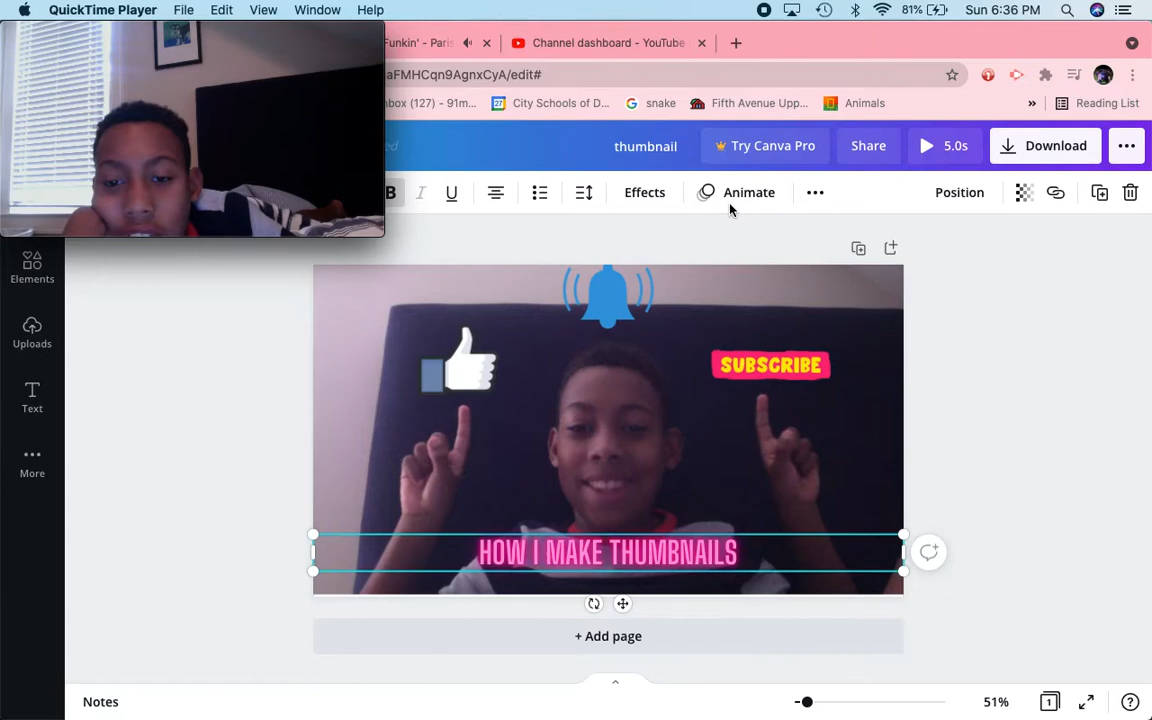 QuickTime Player File Edit View Window Help 81% Sun 6:36 PM
Funkin' - Paris Channel dashboard - YouTube
aFMHCqn9AgnxCyA/edit#
nbox (127) - 91m... City Schools of D... snake Fifth Avenue Upp... Animals » Reading List
thumbnail Try Canva Pro Share 5.0s Download
B I U Effects Animate Position
Elements
Uploads
Text
More
SUBSCRIBE
HOW I MAKE THUMBNAILS
+ Add page
Notes 51% 1